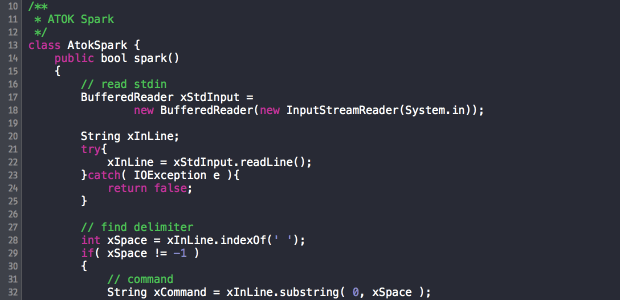 10 /**
11  * ATOK Spark
12  */
13 class AtokSpark {
14     public bool spark()
15     {
16         // read stdin
17         BufferedReader xStdInput =
18                 new BufferedReader(new InputStreamReader(System.in));
19
20         String xInLine;
21         try{
22             xInLine = xStdInput.readLine();
23         }catch( IOException e ){
24             return false;
25         }
26
27         // find delimiter
28         int xSpace = xInLine.indexOf(' ');
29         if( xSpace != -1 )
30         {
31             // command
32             String xCommand = xInLine.substring( 0, xSpace );